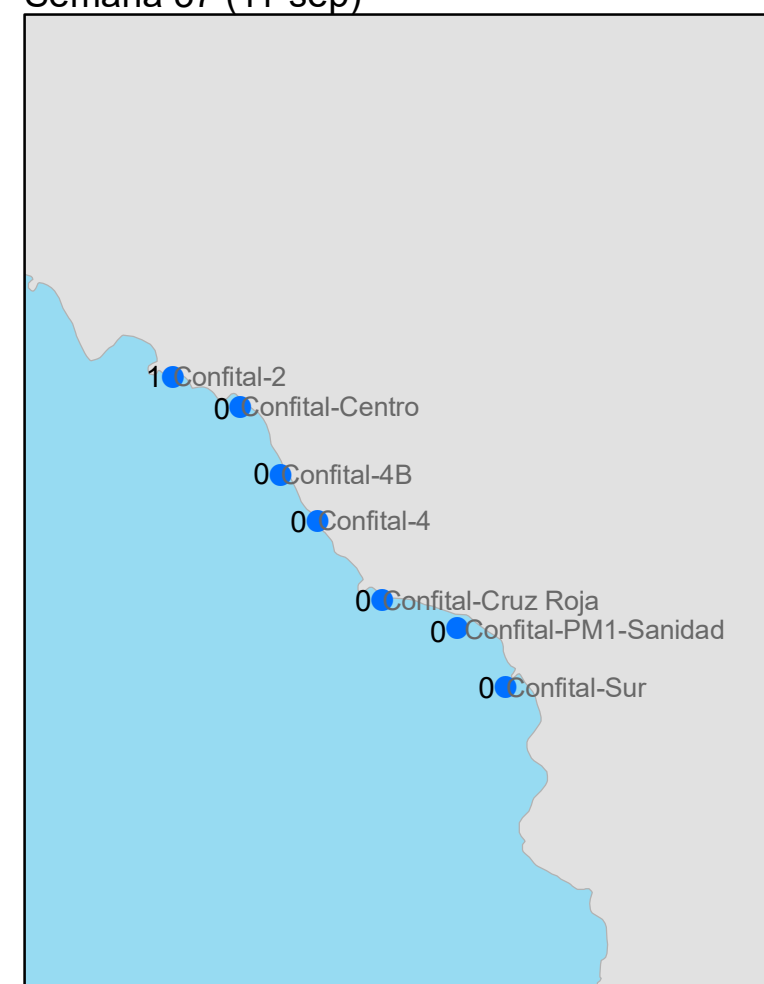 Semana 37 (11 sep)
1 Confital-2
0 Confital-Centro
0 Confital-4B
0 Confital-4
0 Confital-Cruz Roja
0 Confital-PM1-Sanidad
0 Confital-Sur